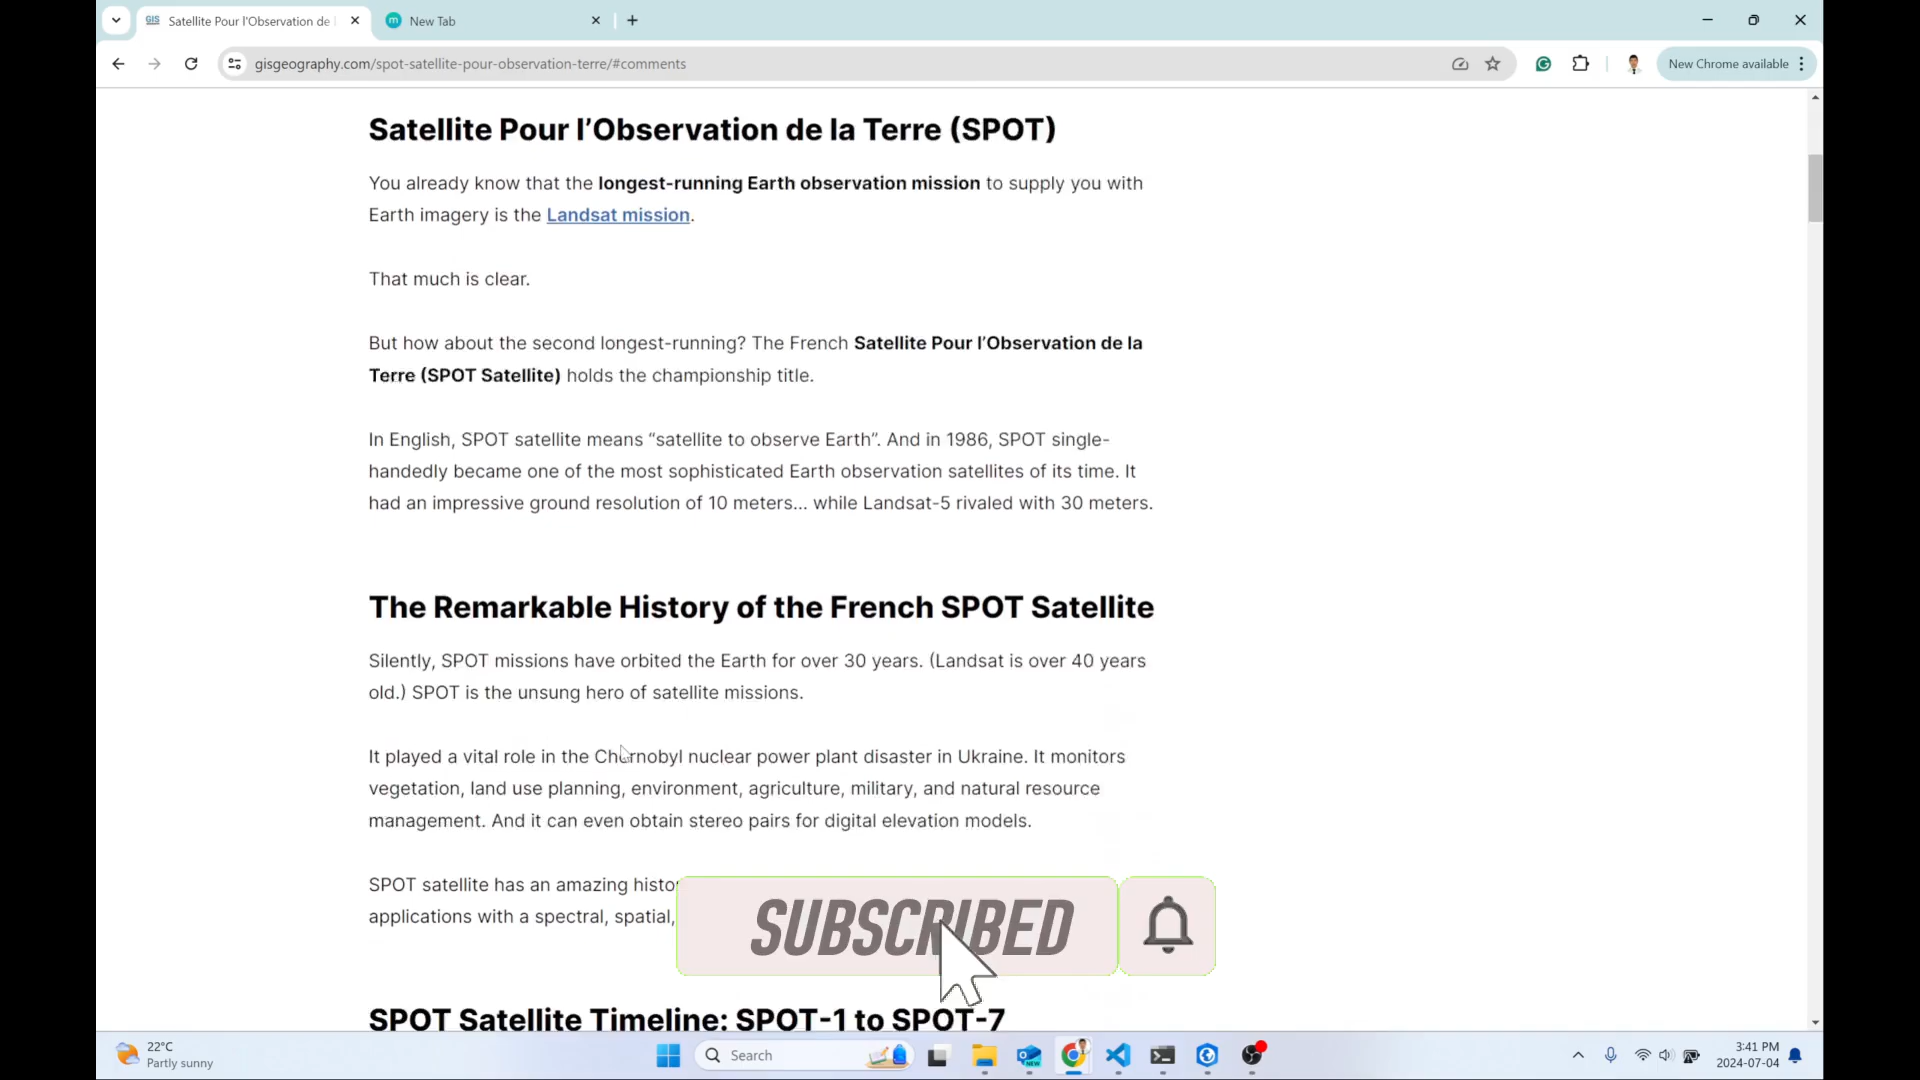 Satellite Pour l'Observation de
New Tab
gisgeography.com/spot-satellite-pour-observation-terre/#comments
New Chrome available
Satellite Pour l’Observation de la Terre (SPOT)
You already know that the longest-running Earth observation mission to supply you with
Earth imagery is the Landsat mission.
That much is clear.
But how about the second longest-running? The French Satellite Pour l’Observation de la
Terre (SPOT Satellite) holds the championship title.
In English, SPOT satellite means “satellite to observe Earth”. And in 1986, SPOT single-
handedly became one of the most sophisticated Earth observation satellites of its time. It
had an impressive ground resolution of 10 meters… while Landsat-5 rivaled with 30 meters.
The Remarkable History of the French SPOT Satellite
Silently, SPOT missions have orbited the Earth for over 30 years. (Landsat is over 40 years
old.) SPOT is the unsung hero of satellite missions.
It played a vital role in the Chernobyl nuclear power plant disaster in Ukraine. It monitors
vegetation, land use planning, environment, agriculture, military, and natural resource
management. And it can even obtain stereo pairs for digital elevation models.
SPOT satellite has an amazing
applications with a spectral, spatial,
SUBSCRIBED
SPOT Satellite Timeline: SPOT-1 to SPOT-7
22°C
Partly sunny
Search
3:41 PM
2024-07-04